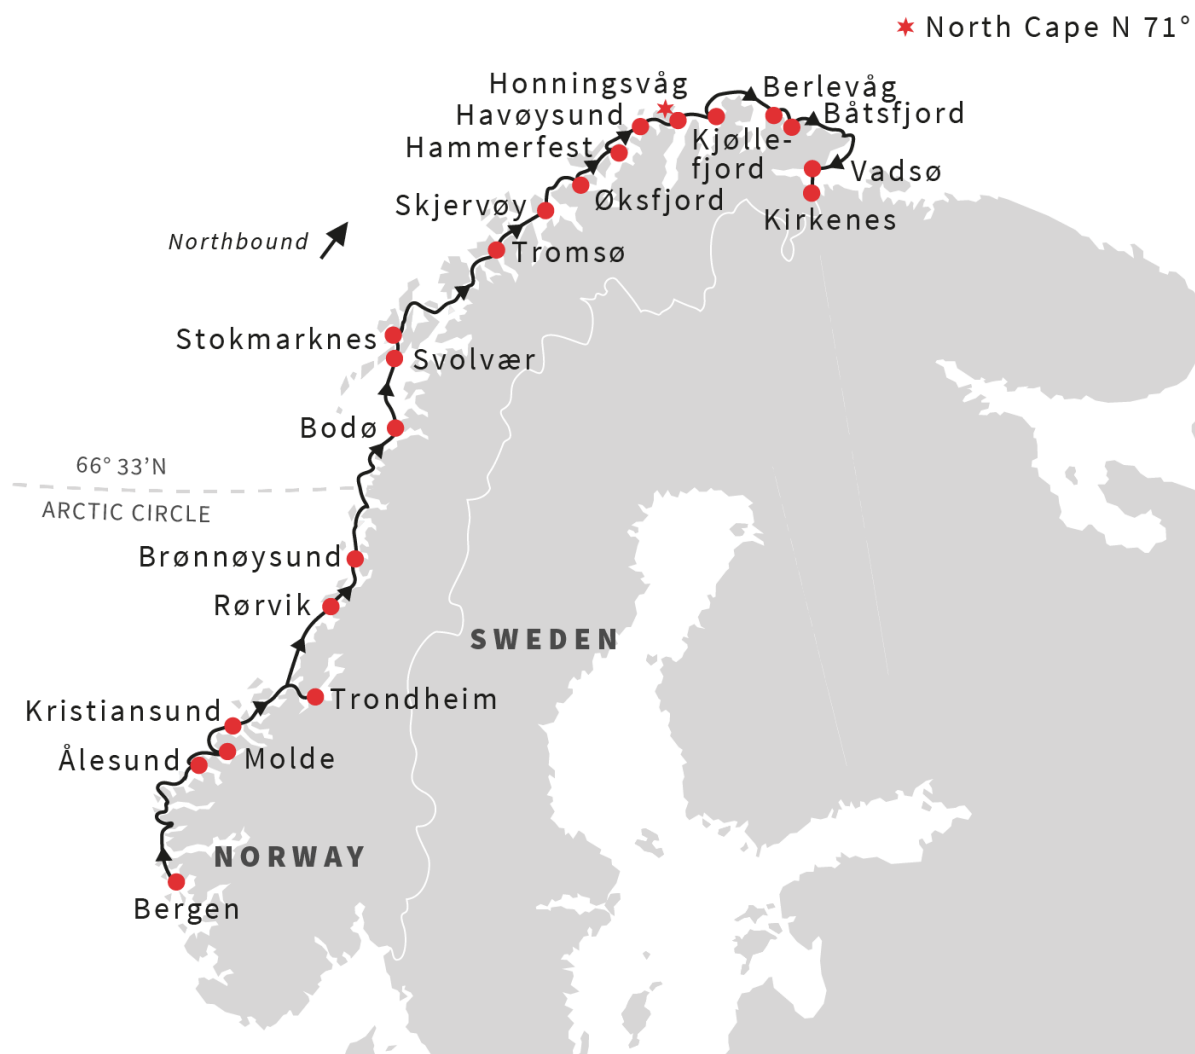 North Cape N 71°
Honningsvåg
Berlevåg
Havøysund
Båtsfjord
Hammerfest
Kjølle-
fjord
Vadsø
Skjervøy
Øksfjord
Kirkenes
Northbound
Tromsø
Stokmarknes
Svolvær
Bodø
66° 33’N
ARCTIC CIRCLE
Brønnøysund
Rørvik
SWEDEN
Trondheim
Kristiansund
Ålesund
Molde
NORWAY
Bergen